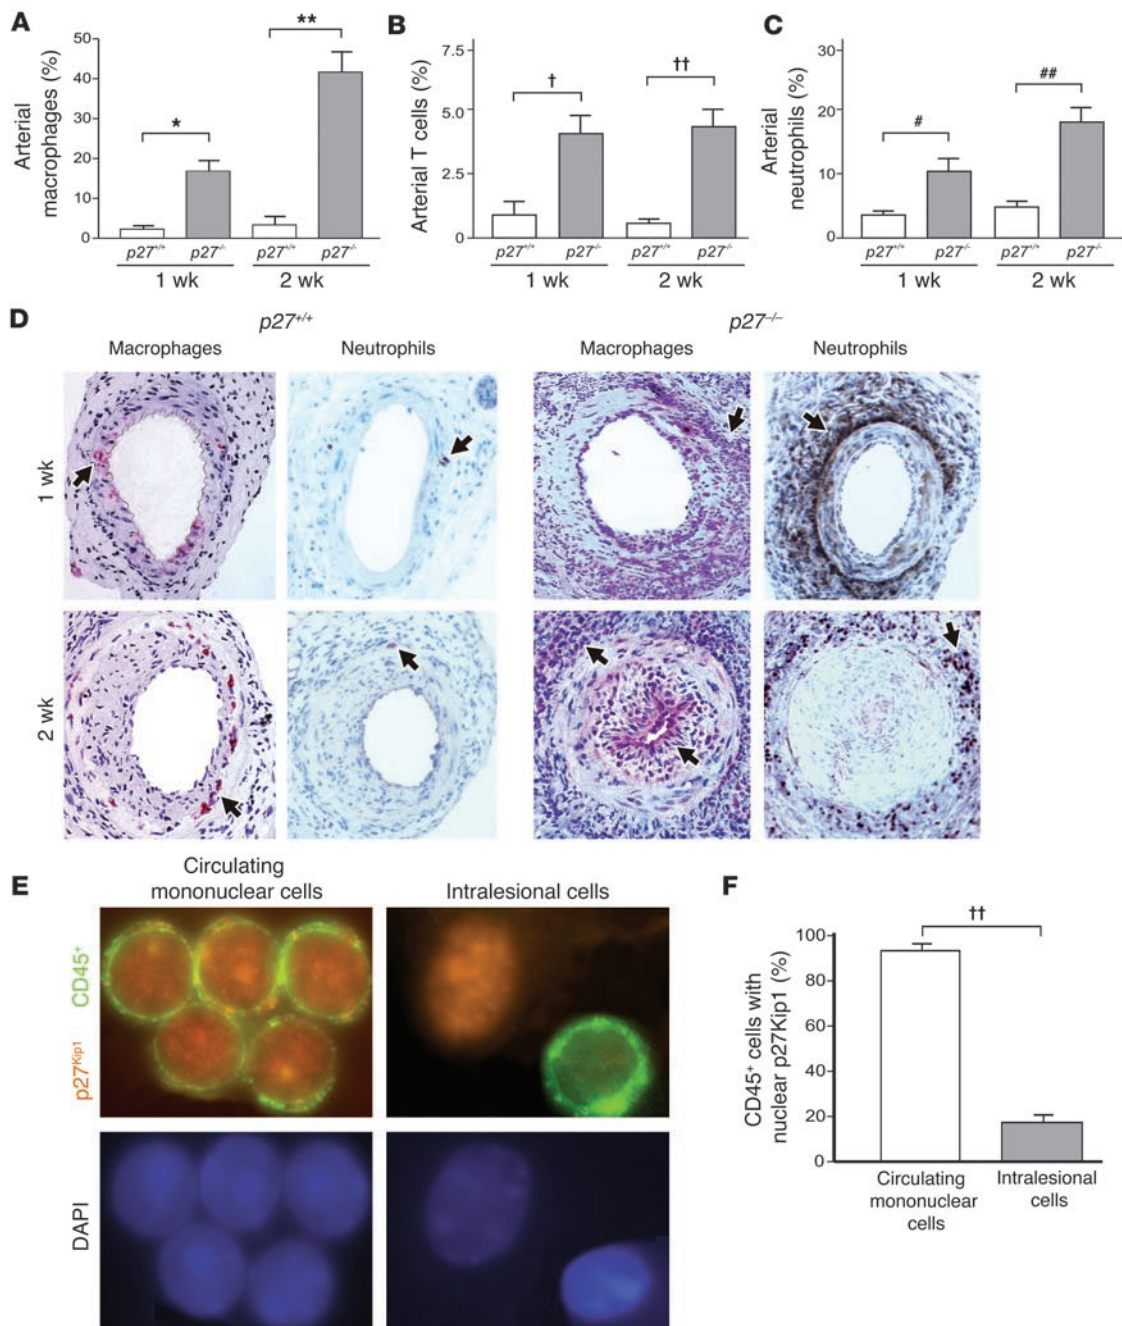 A
Arterial
macrophages (%)
50
40
30
20
10
0
*
**
p27+/+ p27-/- p27+/+ p27-/-
1 wk 2 wk
B
Arterial T cells (%)
7.5
5.0
2.5
0
†
††
p27+/+ p27-/- p27+/+ p27-/-
1 wk 2 wk
C
Arterial
neutrophils (%)
30
20
10
0
#
##
p27+/+ p27-/- p27+/+ p27-/-
1 wk 2 wk
D
p27+/+ p27–/–
Macrophages Neutrophils Macrophages Neutrophils
1 wk
2 wk
E
Circulating
mononuclear cells
Intralesional cells
p27Kip1 CD45+
DAPI
F
CD45+ cells with
nuclear p27Kip1 (%)
100
80
60
40
20
0
††
Circulating
mononuclear
cells
Intralesional
cells